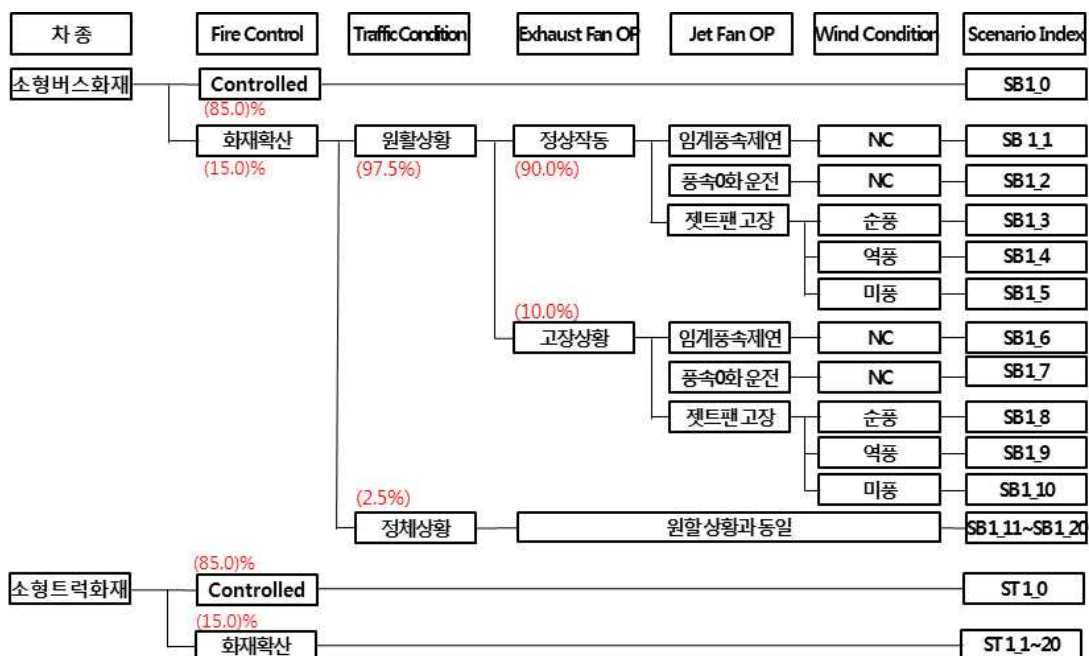 차 종 Fire Control Traffic Condition Exhaust Fan OP Jet Fan OP Wind Condition Scenario Index
소형버스화재 Controlled SB1_0
(85.0)%
화재확산 원활상황 정상작동 임계풍속제연 NC SB 1_1
(15.0)% (97.5%) (90.0%)
풍속0화 운전 NC SB1_2
젯트팬 고장 순풍 SB1_3
역풍 SB1_4
미풍 SB1_5
(10.0%)
고장상황 임계풍속제연 NC SB1_6
풍속0화 운전 NC SB1_7
젯트팬 고장 순풍 SB1_8
역풍 SB1_9
미풍 SB1_10
(2.5%)
정체상황 원할 상황과 동일 SB1_11~SB1_20
(85.0)%
소형트럭화재 Controlled ST1_0
(15.0)%
화재확산 ST1_1~20